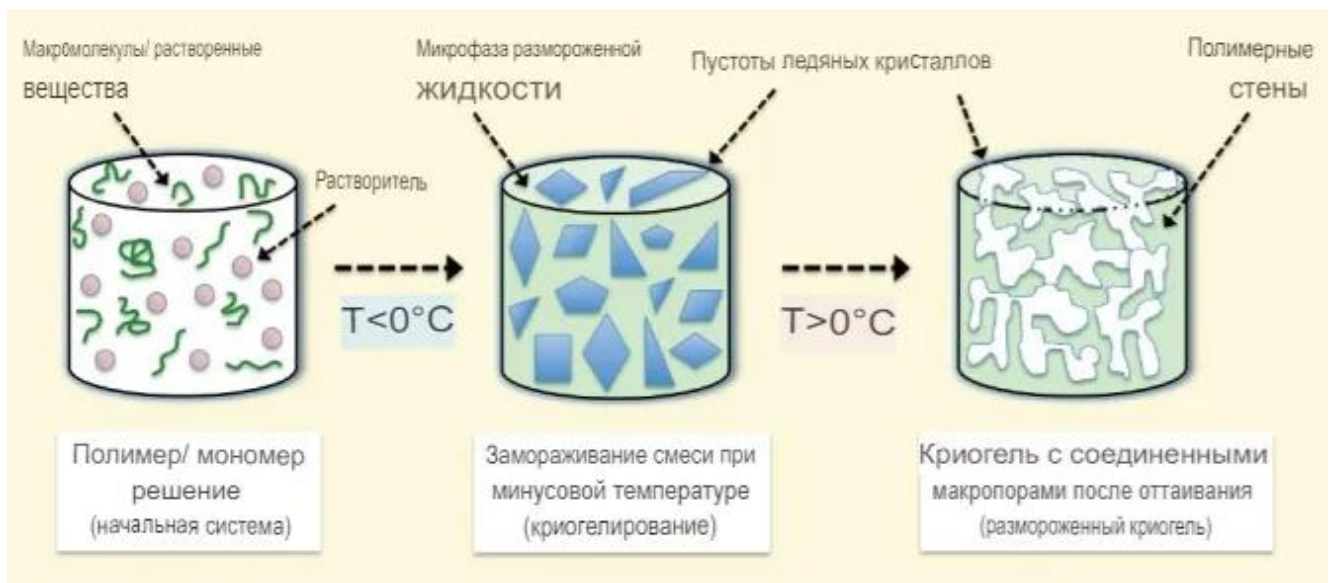 Макромолекулы/ растворенные
вещества
Микрофаза размороженной
жидкости
Пустоты ледяных кристаллов
Полимерные
стены
Растворитель
T<0°C
T>0°C
Полимер/ мономер
решение
(начальная система)
Замораживание смеси при
минусовой температуре
(криогелирование)
Криогель с соединенными
макропорами после оттаивания
(размороженный криогель)